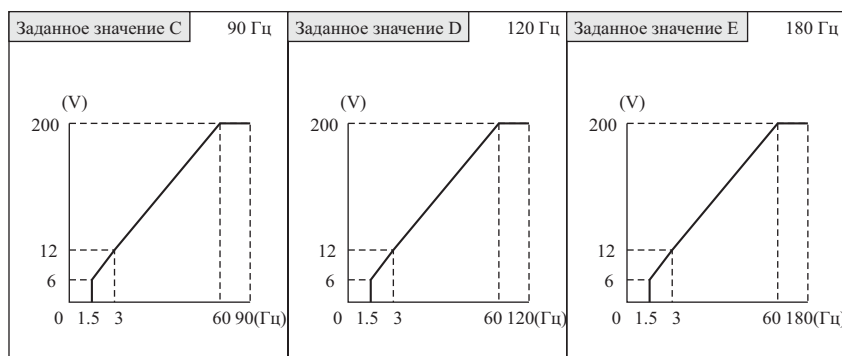 Заданное значение C 90 Гц
(V)
200
12
6
0 1.5 3 60 90(Гц)
Заданное значение D 120 Гц
(V)
200
12
6
0 1.5 3 60 120(Гц)
Заданное значение E 180 Гц
(V)
200
12
6
0 1.5 3 60 180(Гц)